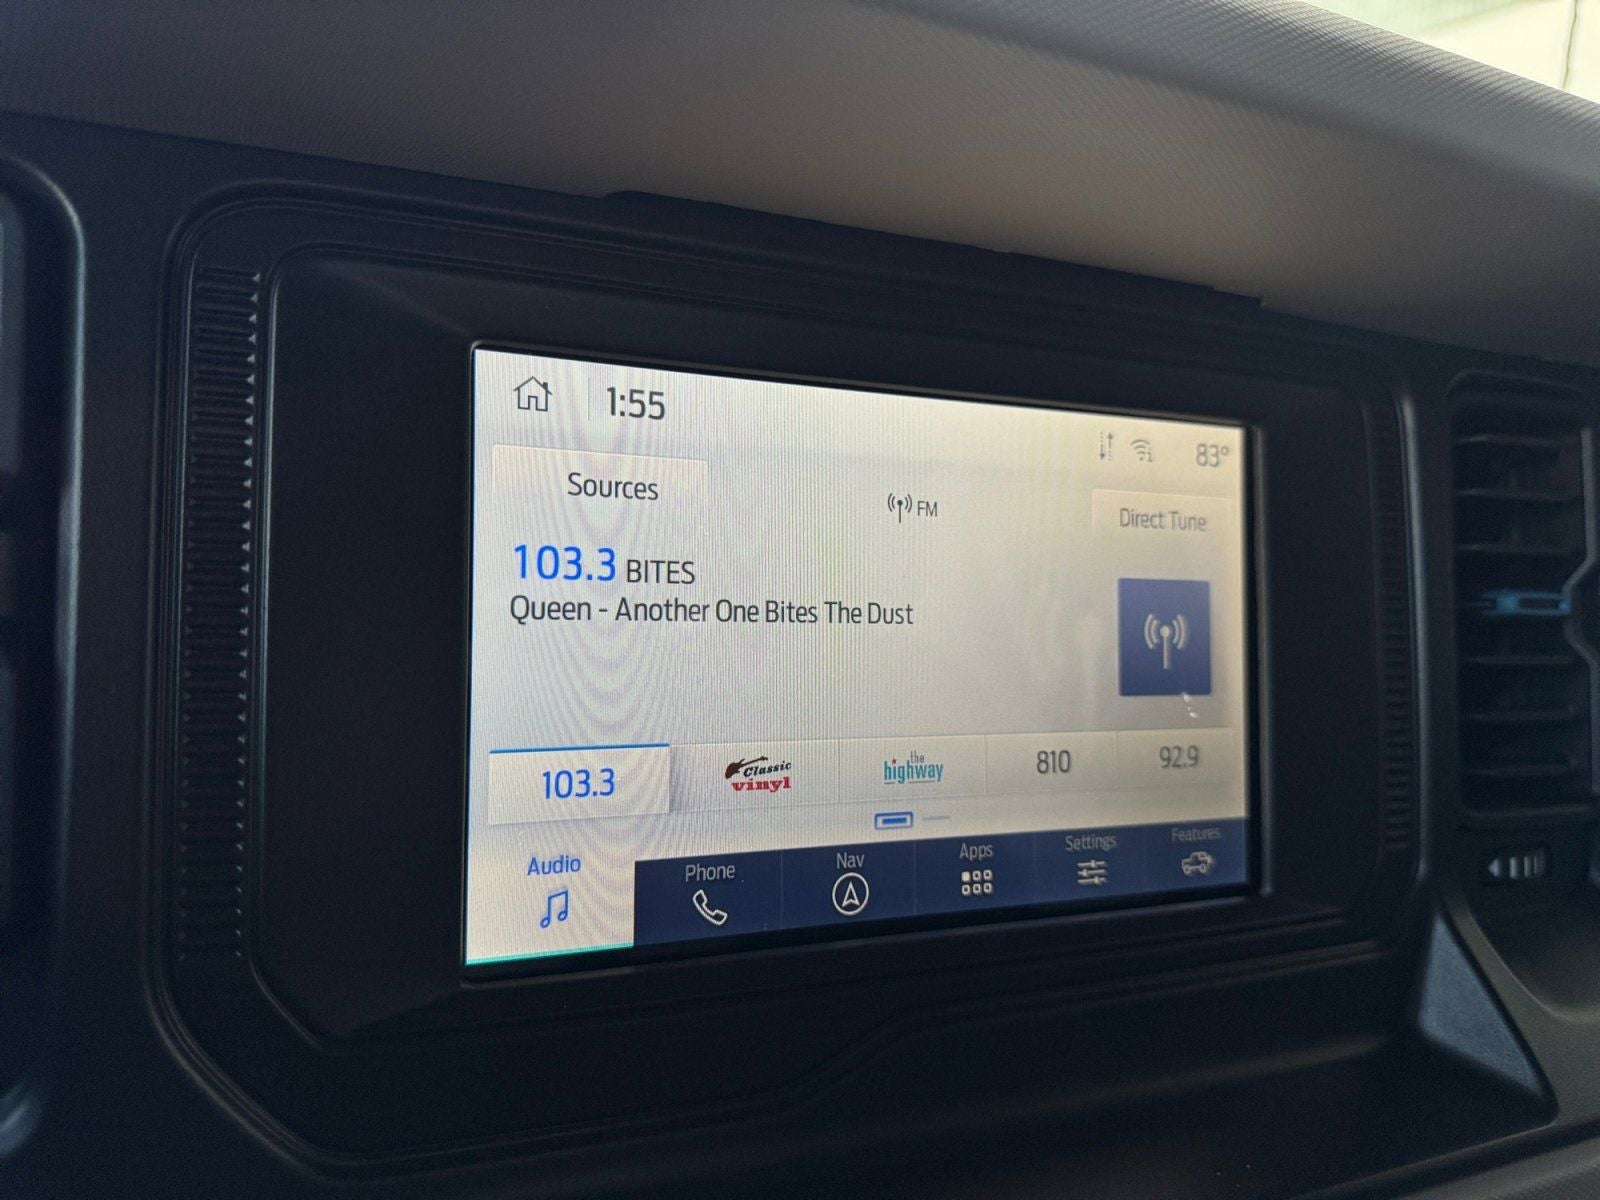 1:55
83°
Sources
FM
Direct Tune
103.3 BITES
Queen - Another One Bites The Dust
103.3
Classic
vinyl
the
highway
810
92.9
Audio
Phone
Nav
Apps
Settings
Features